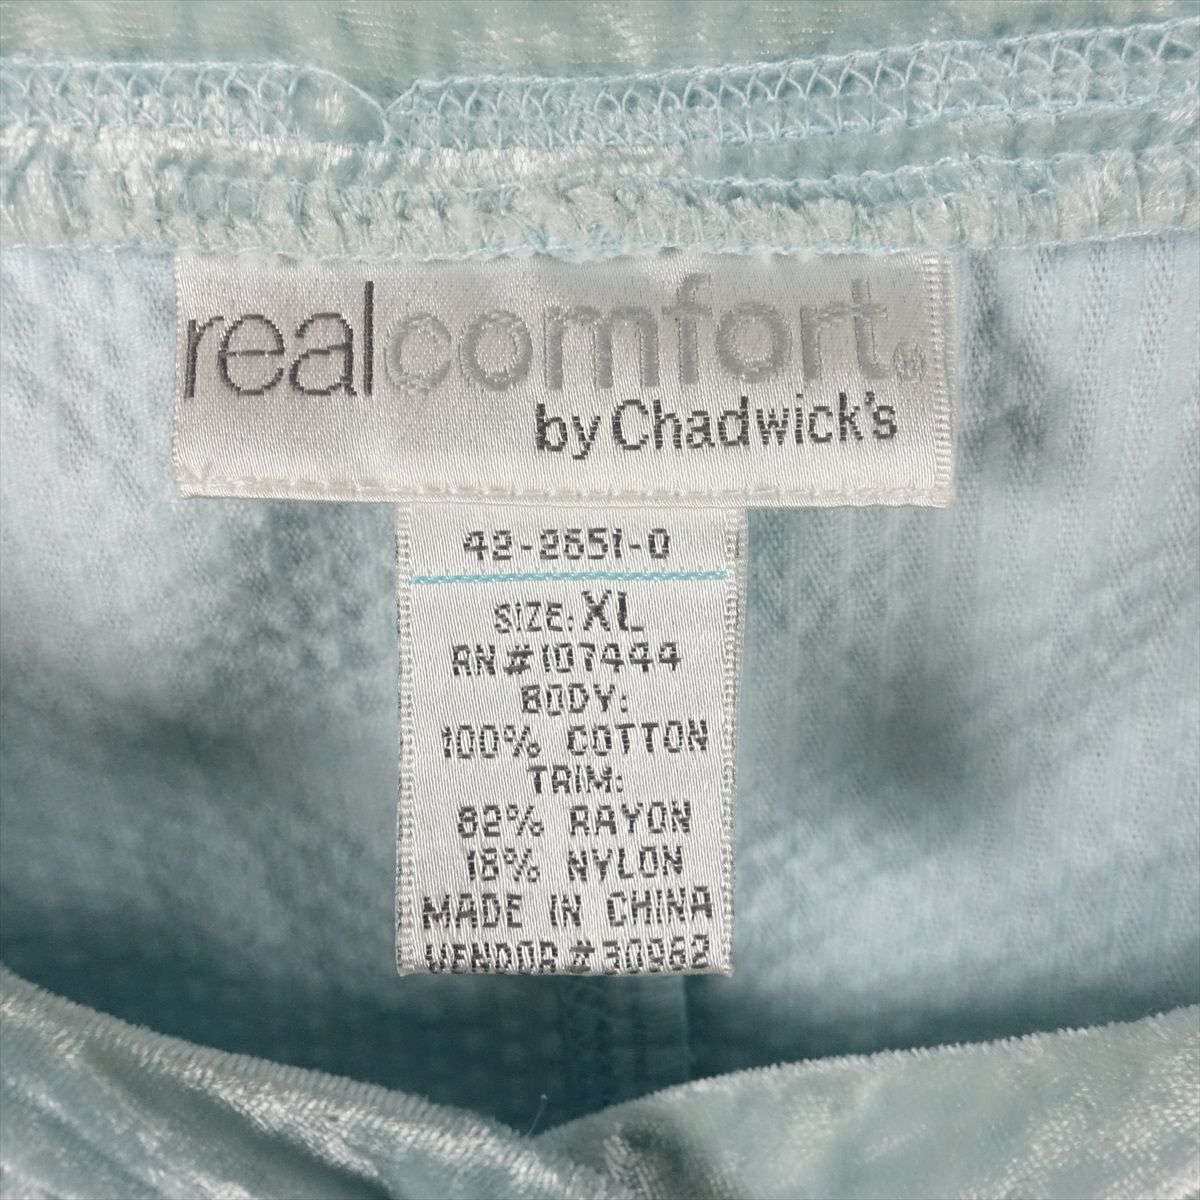 realcomfort®
by Chadwick's
42-2651-0
SIZE: XL
RN#107444
BODY:
100% COTTON
TRIM:
82% RAYON
18% NYLON
MADE IN CHINA
VENDOR #30962